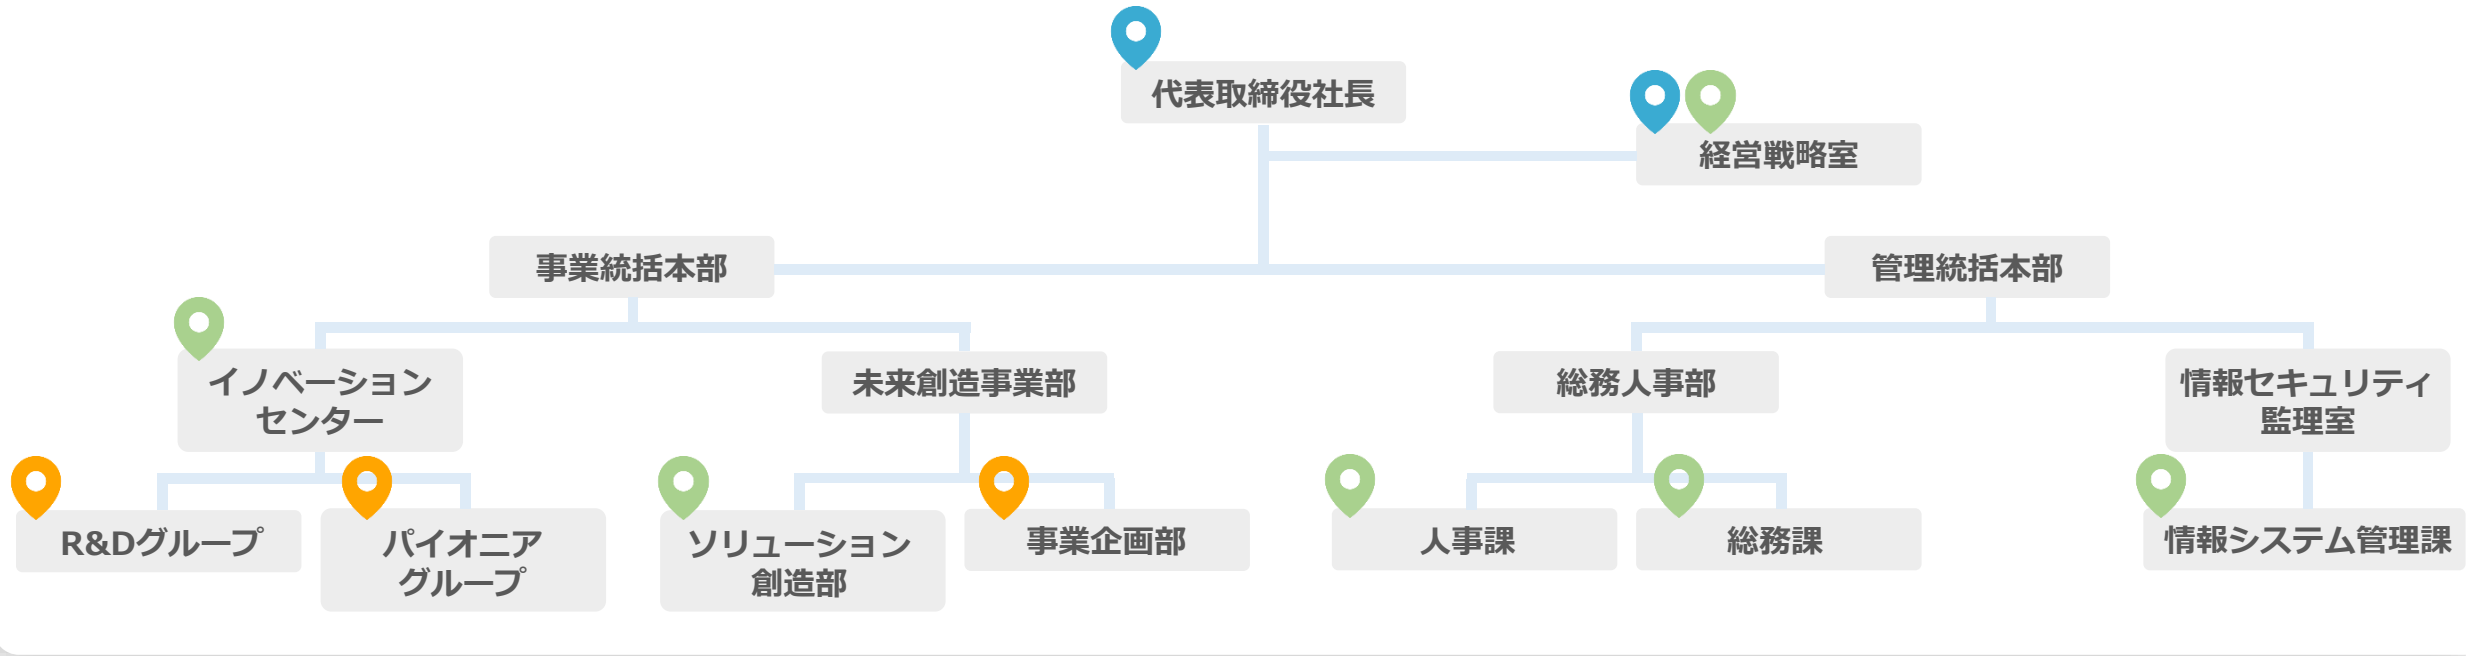 代表取締役社長
経営戦略室
事業統括本部
管理統括本部
イノベーション
センター
未来創造事業部
総務人事部
情報セキュリティ
監理室
R&Dグループ
パイオニア
グループ
ソリューション
創造部
事業企画部
人事課
総務課
情報システム管理課